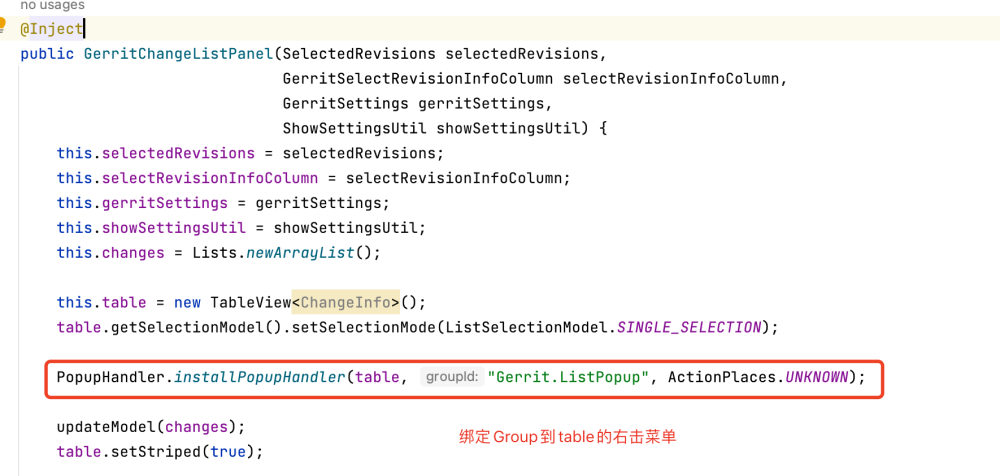 no usages
@Inject
public GerritChangeListPanel(SelectedRevisions selectedRevisions,
GerritSelectRevisionInfoColumn selectRevisionInfoColumn,
GerritSettings gerritSettings,
ShowSettingsUtil showSettingsUtil) {
this.selectedRevisions = selectedRevisions;
this.selectRevisionInfoColumn = selectRevisionInfoColumn;
this.gerritSettings = gerritSettings;
this.showSettingsUtil = showSettingsUtil;
this.changes = Lists.newArrayList();
this.table = new TableView<ChangeInfo>();
table.getSelectionModel().setSelectionMode(ListSelectionModel.SINGLE_SELECTION);
PopupHandler.installPopupHandler(table, groupId: "Gerrit.ListPopup", ActionPlaces.UNKNOWN);
updateModel(changes);
绑定Group到table的右击菜单
table.setStriped(true);